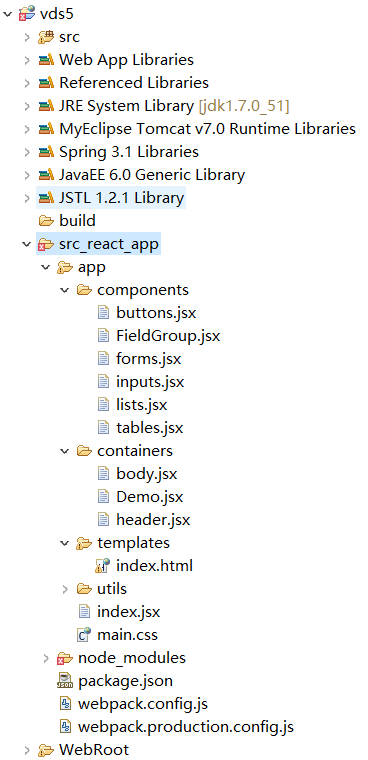 vds5
src
Web App Libraries
Referenced Libraries
JRE System Library [jdk1.7.0_51]
MyEclipse Tomcat v7.0 Runtime Libraries
Spring 3.1 Libraries
JavaEE 6.0 Generic Library
JSTL 1.2.1 Library
build
src_react_app
app
components
buttons.jsx
FieldGroup.jsx
forms.jsx
inputs.jsx
lists.jsx
tables.jsx
containers
body.jsx
Demo.jsx
header.jsx
templates
index.html
utils
index.jsx
main.css
node_modules
package.json
webpack.config.js
webpack.production.config.js
WebRoot